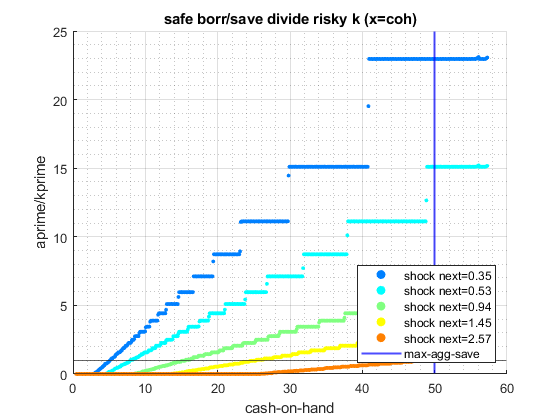 safe borr/save divide risky k (x=coh)
25
20
15
10
5
0
aprime/kprime
shock next=0.35
shock next=0.53
shock next=0.94
shock next=1.45
shock next=2.57
max-agg-save
0 10 20 30 40 50 60
cash-on-hand